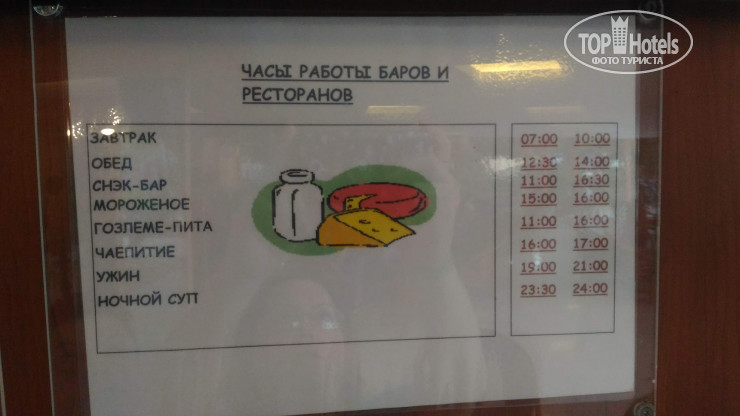 TOP Hotels
ФОТО ТУРИСТА
ЧАСЫ РАБОТЫ БАРОВ И
РЕСТОРАНОВ
ЗАВТРАК 07:00 10:00
ОБЕД 12:30 14:00
СНЭК-БАР 11:00 16:30
МОРОЖЕНОЕ 15:00 16:00
ГОЗЛЕМЕ-ПИТА 11:00 16:00
ЧАЕПИТИЕ 16:00 17:00
УЖИН 19:00 21:00
НОЧНОЙ СУП 23:30 24:00